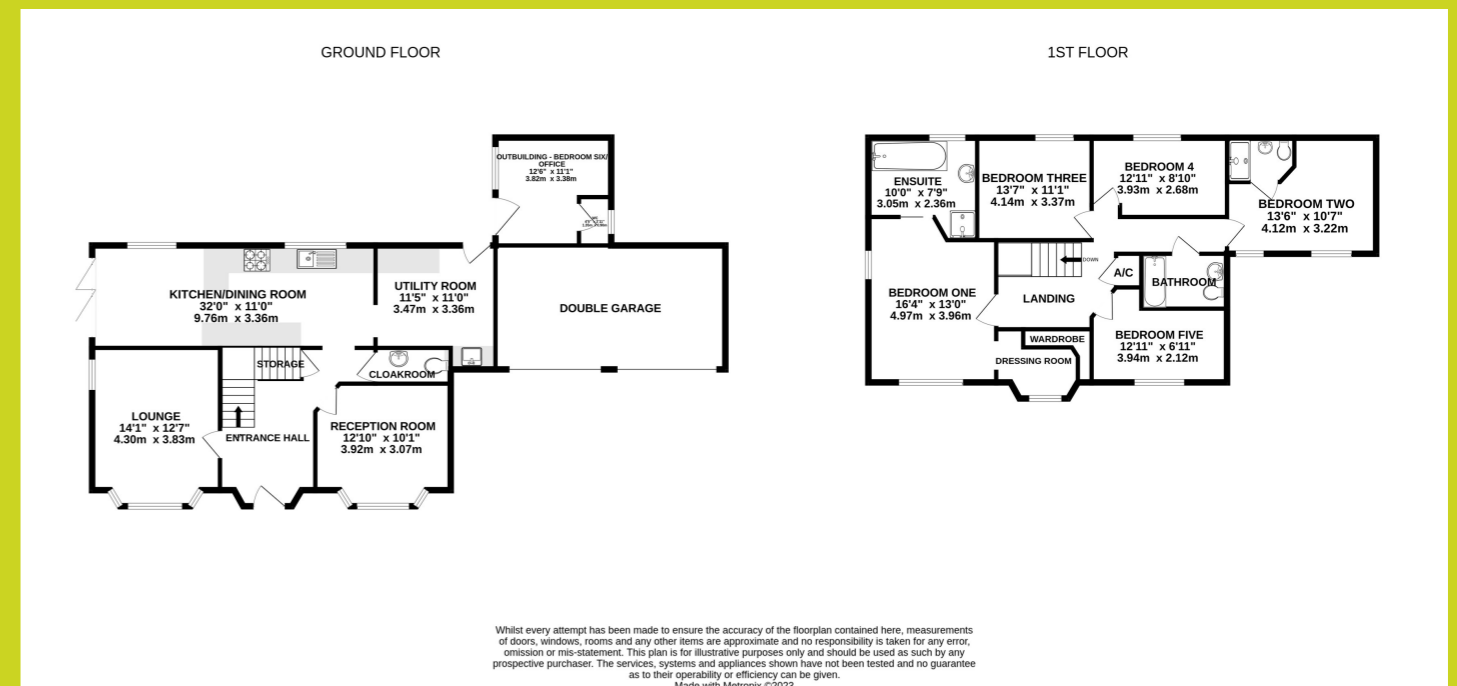 GROUND FLOOR
1ST FLOOR
OUTBUILDING - BEDROOM SIX/
OFFICE
12'6" x 11'1"
3.82m x 3.38m
KITCHEN/DINING ROOM
32'0" x 11'0"
9.76m x 3.36m
UTILITY ROOM
11'5" x 11'0"
3.47m x 3.36m
DOUBLE GARAGE
STORAGE
CLOAKROOM
LOUNGE
14'1" x 12'7"
4.30m x 3.83m
ENTRANCE HALL
RECEPTION ROOM
12'10" x 10'1"
3.92m x 3.07m
ENSUITE
10'0" x 7'9"
3.05m x 2.36m
BEDROOM THREE
13'7" x 11'1"
4.14m x 3.37m
BEDROOM 4
12'11" x 8'10"
3.93m x 2.68m
BEDROOM TWO
13'6" x 10'7"
4.12m x 3.22m
DOWN
A/C
BATHROOM
BEDROOM ONE
16'4" x 13'0"
4.97m x 3.96m
LANDING
WARDROBE
DRESSING ROOM
BEDROOM FIVE
12'11" x 6'11"
3.94m x 2.12m
Whilst every attempt has been made to ensure the accuracy of the floorplan contained here, measurements
of doors, windows, rooms and any other items are approximate and no responsibility is taken for any error,
omission or mis-statement. This plan is for illustrative purposes only and should be used as such by any
prospective purchaser. The services, systems and appliances shown have not been tested and no guarantee
as to their operability or efficiency can be given.
Made with Metropix ©2023